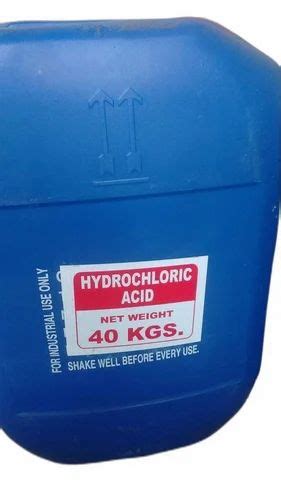 FOR INDUSTRIAL USE ONLY
HYDROCHLORIC
ACID
NET WEIGHT
40 KGS.
SHAKE WELL BEFORE EVERY USE.